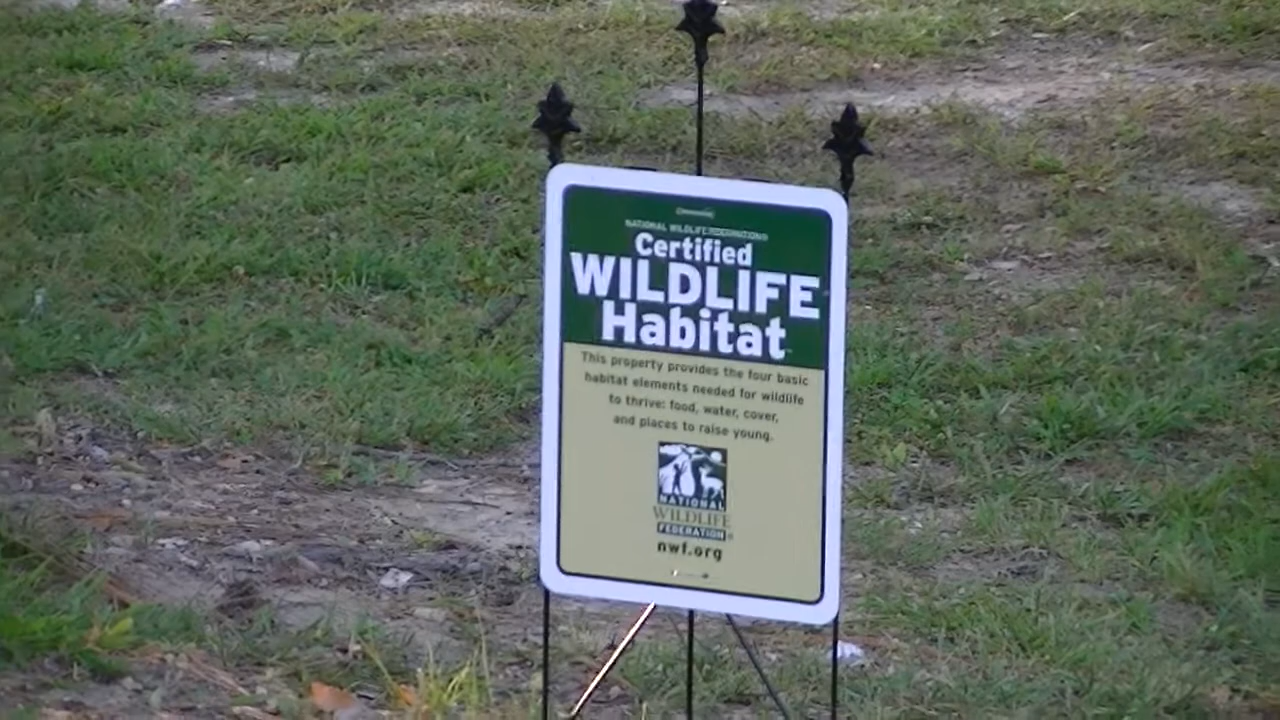 NATIONAL WILDLIFE FEDERATION®
Certified
WILDLIFE
Habitat
This property provides the four basic
habitat elements needed for wildlife
to thrive: food, water, cover,
and places to raise young.
NATIONAL
WILDLIFE
FEDERATION®
nwf.org